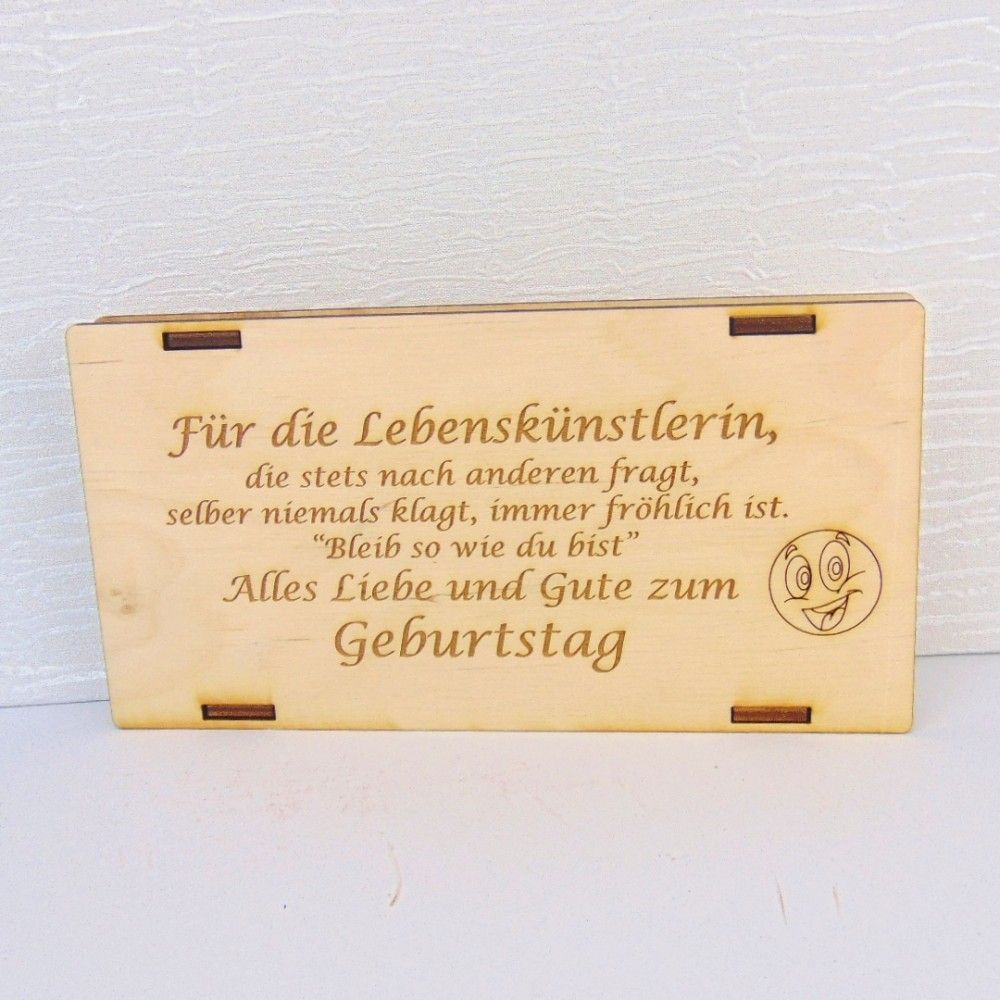 Für die Lebenskünstlerin,
die stets nach anderen fragt,
selber niemals klagt, immer fröhlich ist.
“Bleib so wie du bist”
Alles Liebe und Gute zum
Geburtstag